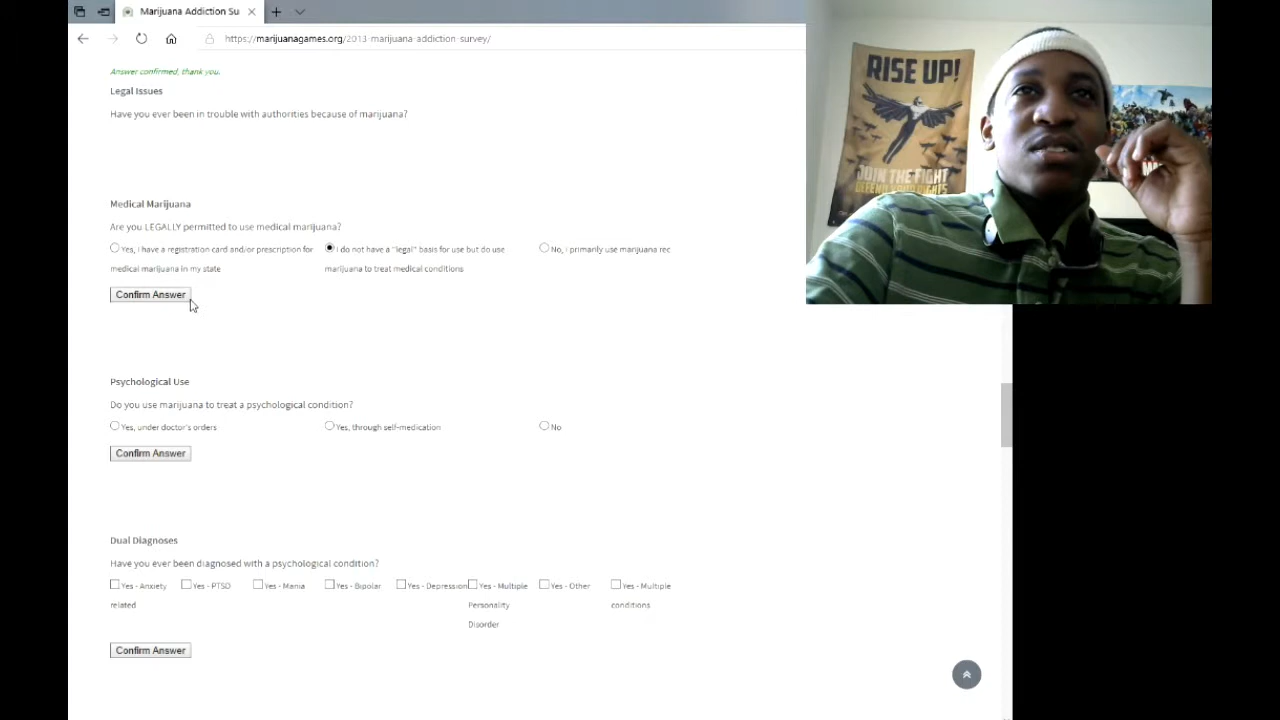 Marijuana Addiction Su
https://marijuanagames.org/2013-marijuana-addiction-survey/
Answer confirmed, thank you.
Legal Issues
Have you ever been in trouble with authorities because of marijuana?
Medical Marijuana
Are you LEGALLY permitted to use medical marijuana?
Yes, I have a registration card and/or prescription for
medical marijuana in my state
I do not have a "legal" basis for use but do use
marijuana to treat medical conditions
No, I primarily use marijuana rec
Confirm Answer
Psychological Use
Do you use marijuana to treat a psychological condition?
Yes, under doctor's orders
Yes, through self-medication
No
Confirm Answer
Dual Diagnoses
Have you ever been diagnosed with a psychological condition?
Yes - Anxiety
related
Yes - PTSD
Yes - Mania
Yes - Bipolar
Yes - Depression
Yes - Multiple
Personality
Disorder
Yes - Other
Yes - Multiple
conditions
Confirm Answer
RISE UP!
JOIN THE FIGHT
DEFEND YOUR RIGHTS